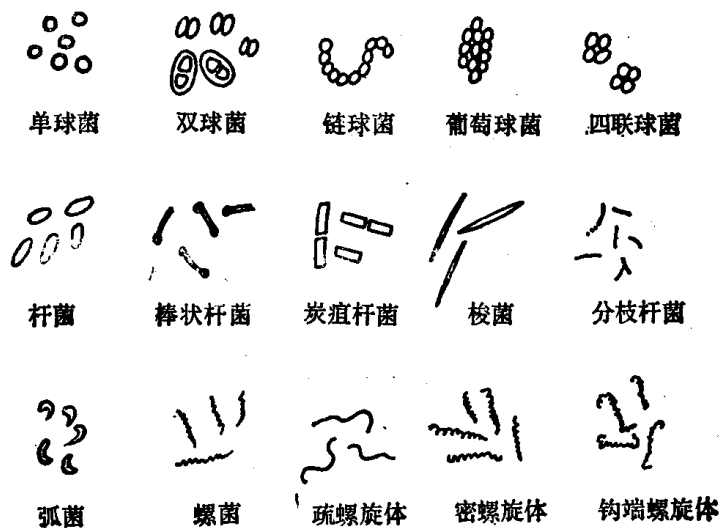 单球菌 双球菌 链球菌 葡萄球菌 四联球菌
杆菌 棒状杆菌 炭疽杆菌 梭菌 分枝杆菌
弧菌 螺菌 疏螺旋体 密螺旋体 钩端螺旋体